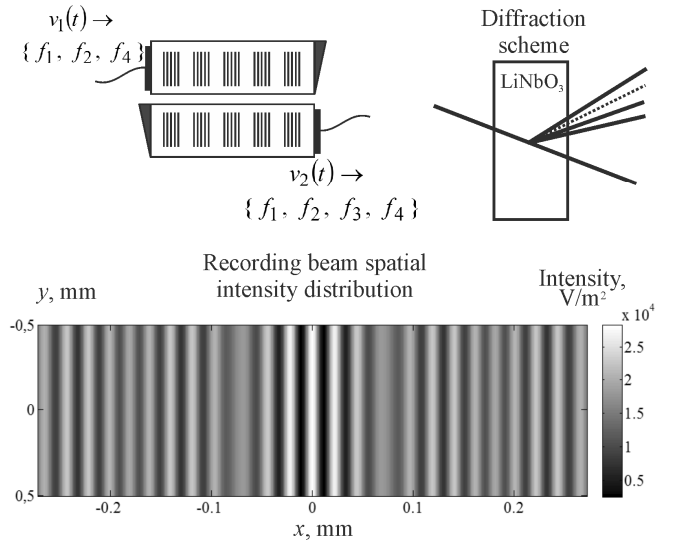 v₁(t) →
{ f₁, f₂, f₄ }
v₂(t) →
{ f₁, f₂, f₃, f₄ }
Diffraction
scheme
LiNbO₃
Recording beam spatial
intensity distribution
y, mm
Intensity,
V/m²
x 10⁴
-0,5
0
0,5
-0.2
-0.1
0
0.1
0.2
x, mm
2.5
2
1.5
1
0.5